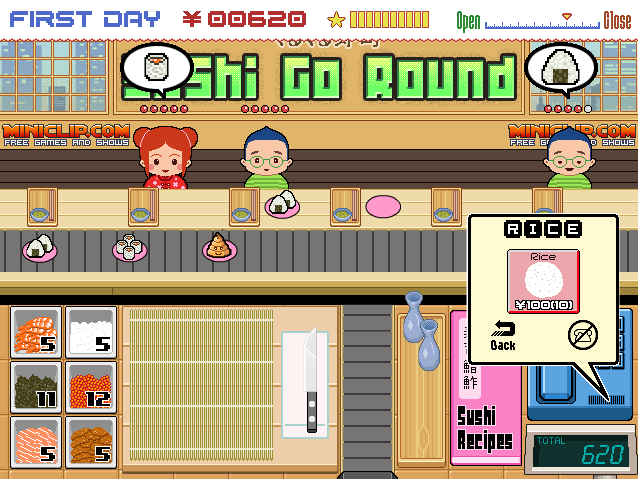 FIRST DAY ¥00620 Open Close
Sushi Go Round
MINICLIP.COM
FREE GAMES AND SHOWS
MINICLIP.COM
FREE GAMES AND SHOWS
RICE
Rice
¥100(10)
Back
5 5
11 12
5 5
Sushi
Recipes
TOTAL
620